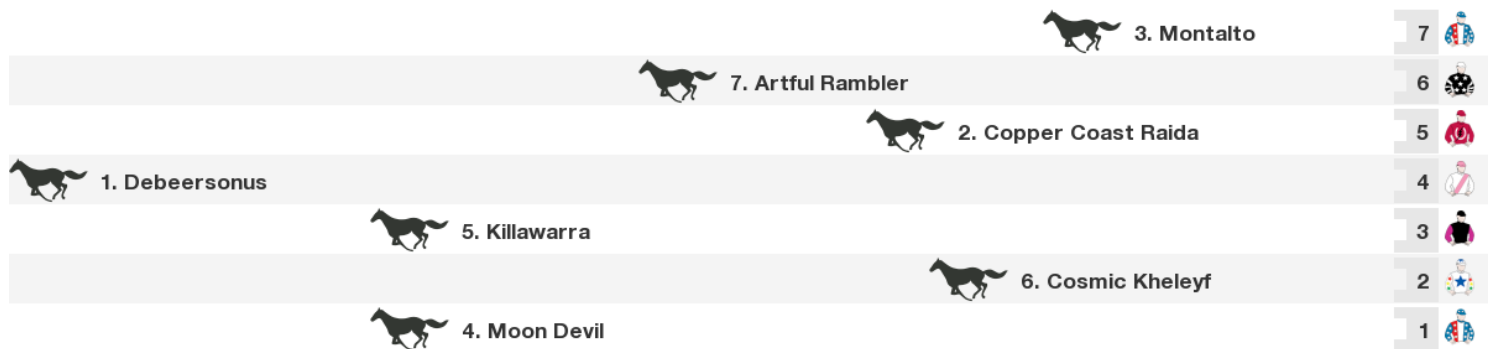 3. Montalto 7
7. Artful Rambler 6
2. Copper Coast Raida 5
1. Debeersonus 4
5. Killawarra 3
6. Cosmic Kheleyf 2
4. Moon Devil 1